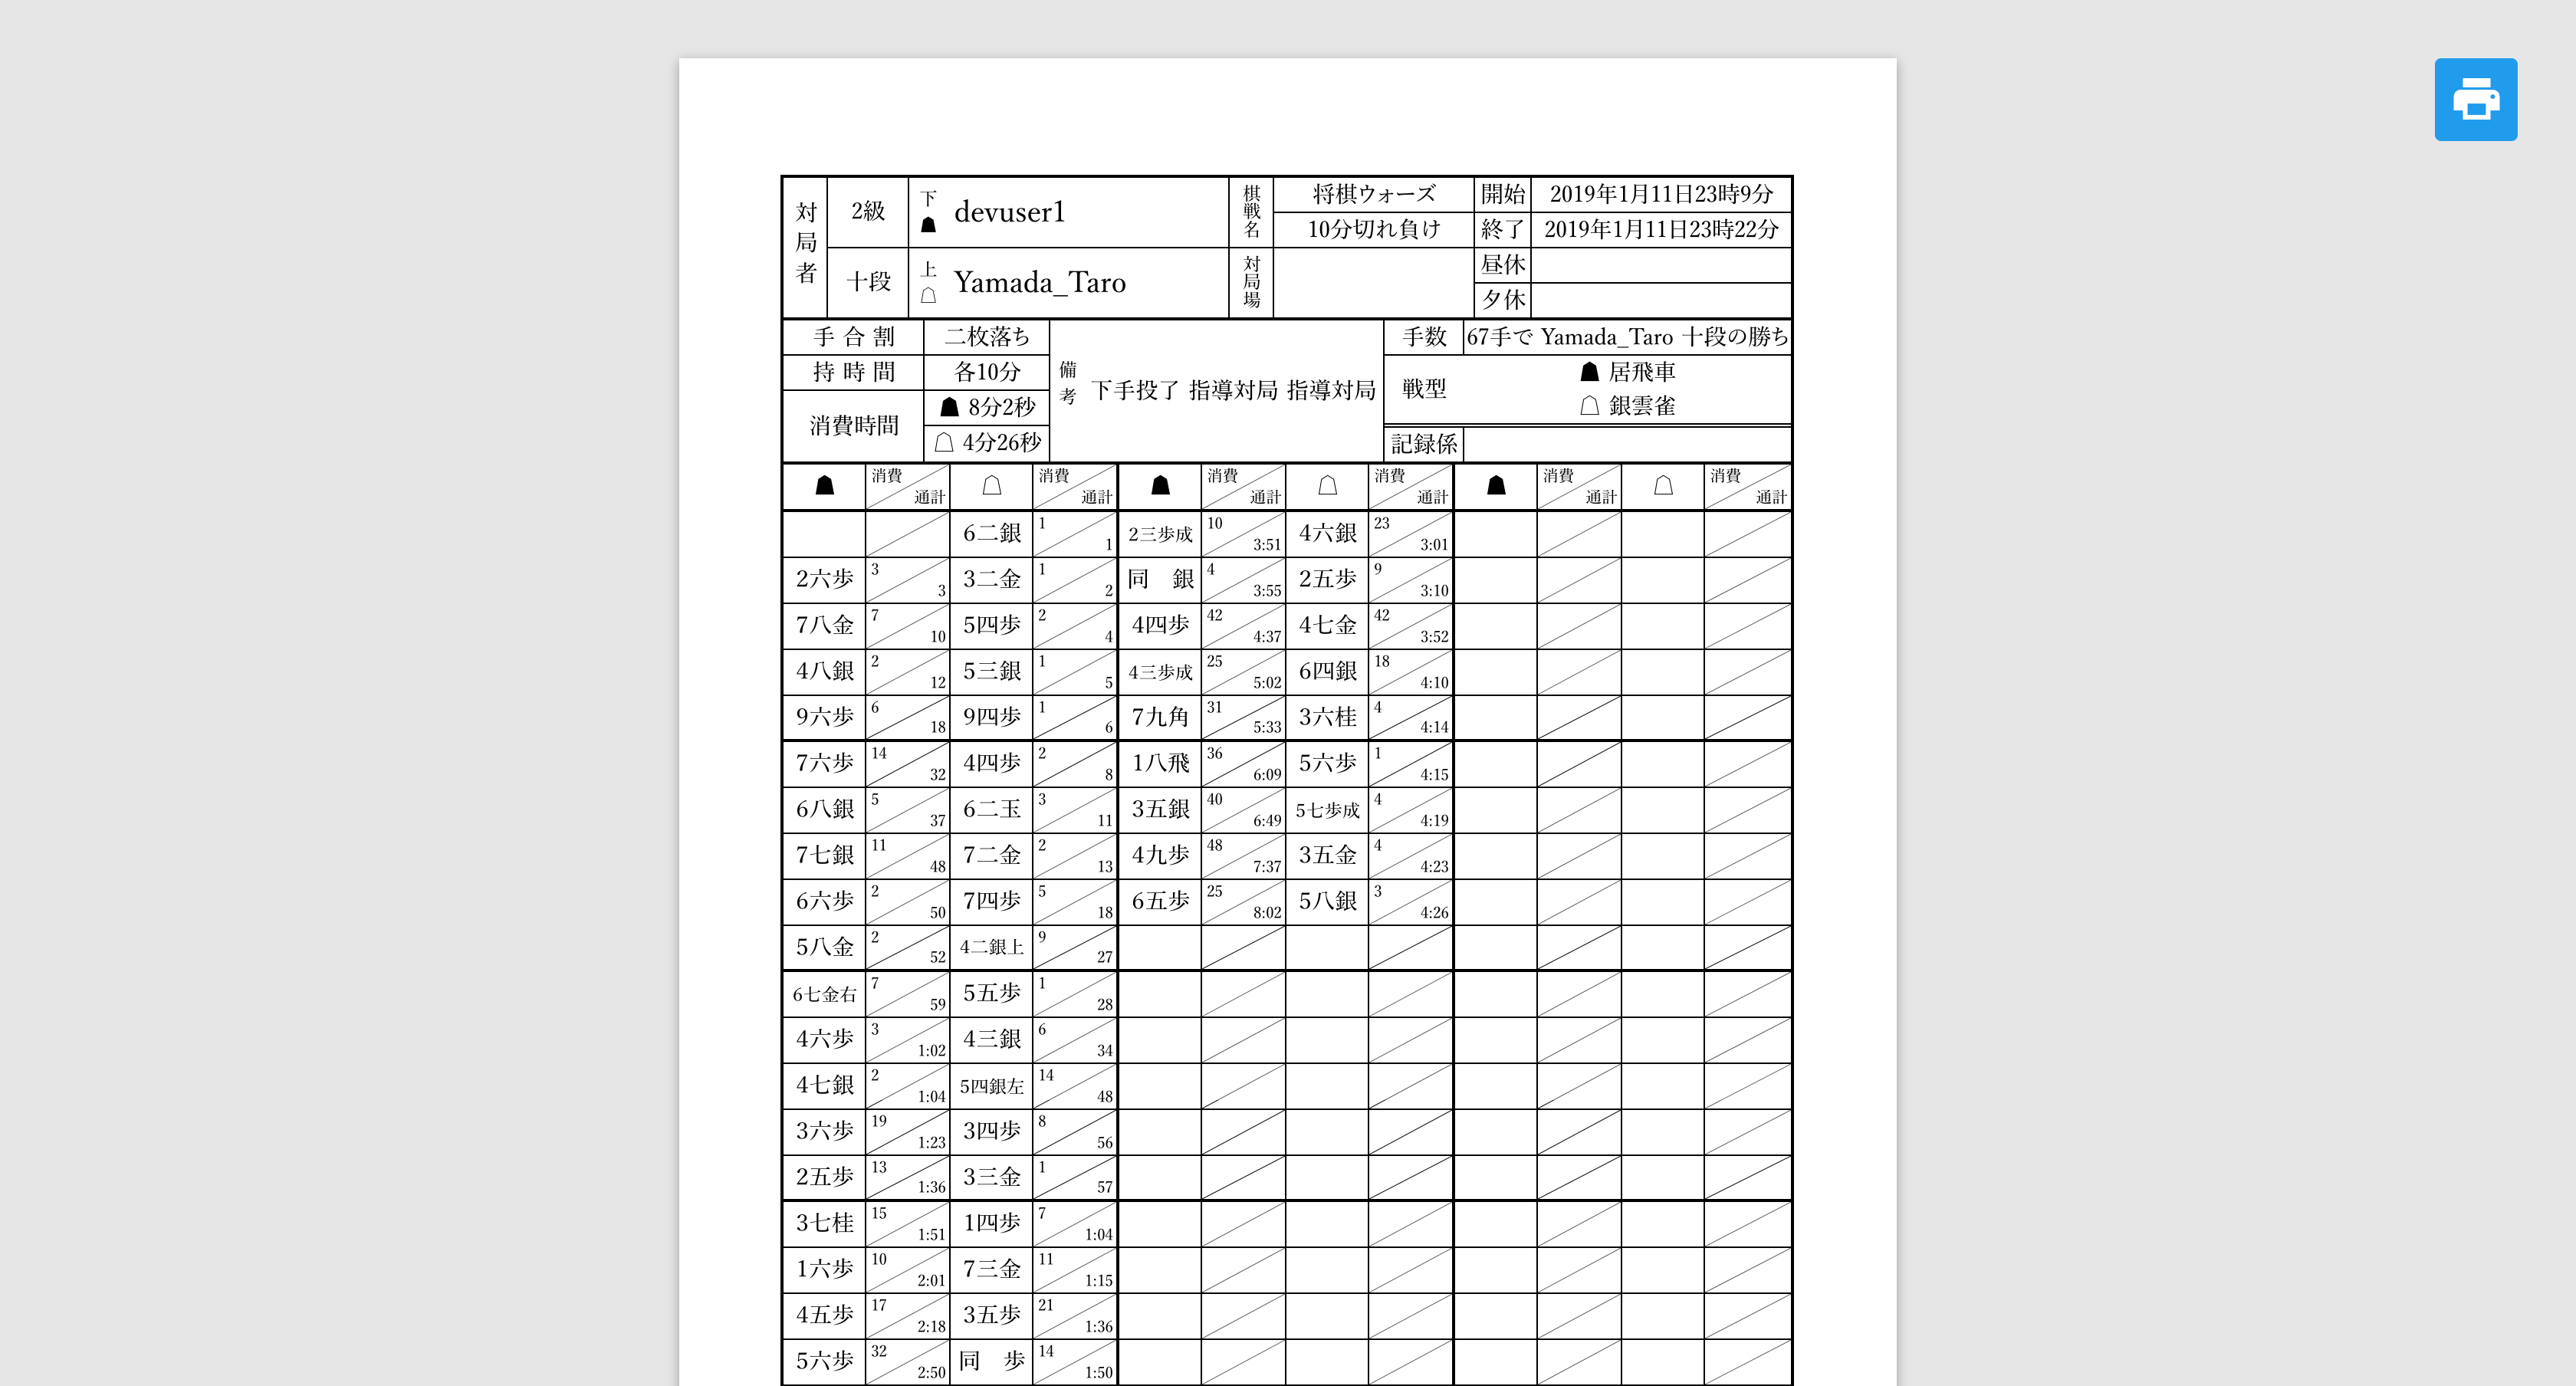 対局者 2級 下 devuser1 棋戦名 将棋ウォーズ 開始 2019年1月11日23時9分
10分切れ負け 終了 2019年1月11日23時22分
十段 上 Yamada_Taro 対局場 昼休
夕休
手合割 二枚落ち 備考 下手投了 指導対局 指導対局 手数 67手で Yamada_Taro 十段の勝ち
持時間 各10分 戦型 居飛車
消費時間 8分2秒 銀雲雀
4分26秒 記録係
消費 通計 消費 通計 消費 通計 消費 通計 消費 通計 消費 通計
6二銀 1 1 2三歩成 10 3:51 4六銀 23 3:01
2六歩 3 3 3二金 1 2 同 銀 4 3:55 2五歩 9 3:10
7八金 7 10 5四歩 2 4 4四歩 42 4:37 4七金 42 3:52
4八銀 2 12 5三銀 1 5 4三歩成 25 5:02 6四銀 18 4:10
9六歩 6 18 9四歩 1 6 7九角 31 5:33 3六桂 4 4:14
7六歩 14 32 4四歩 2 8 1八飛 36 6:09 5六歩 1 4:15
6八銀 5 37 6二玉 3 11 3五銀 40 6:49 5七歩成 4 4:19
7七銀 11 48 7二金 2 13 4九歩 48 7:37 3五金 4 4:23
6六歩 2 50 7四歩 5 18 6五歩 25 8:02 5八銀 3 4:26
5八金 2 52 4二銀上 9 27
6七金右 7 59 5五歩 1 28
4六歩 3 1:02 4三銀 6 34
4七銀 2 1:04 5四銀左 14 48
3六歩 19 1:23 3四歩 8 56
2五歩 13 1:36 3三金 1 57
3七桂 15 1:51 1四歩 7 1:04
1六歩 10 2:01 7三金 11 1:15
4五歩 17 2:18 3五歩 21 1:36
5六歩 32 2:50 同 歩 14 1:50